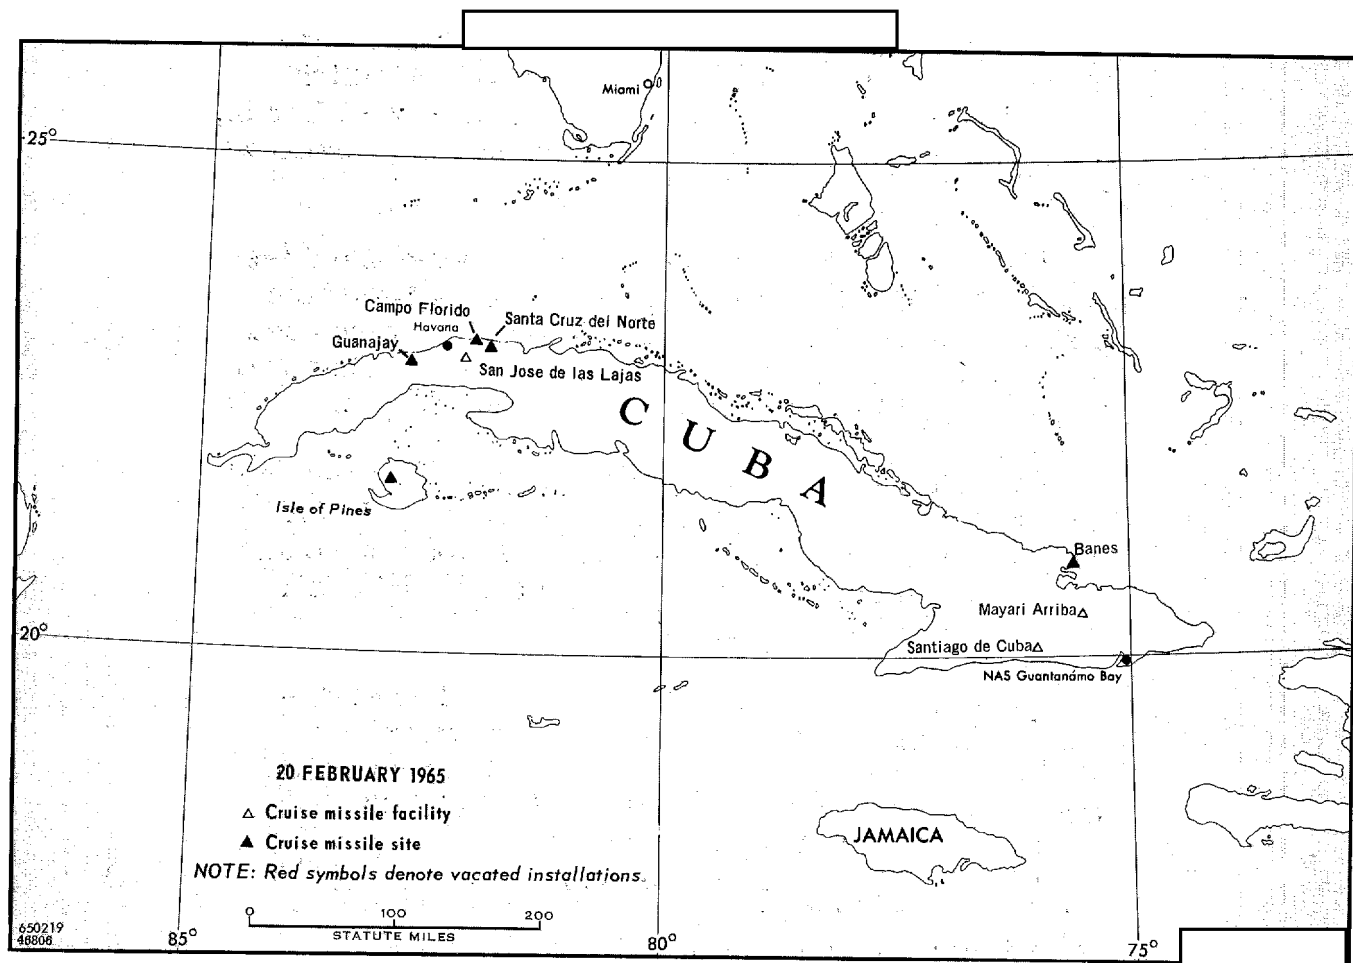 Miami
25°
Campo Florido
Havana
Santa Cruz del Norte
Guanajay
San Jose de las Lajas
CUBA
Isle of Pines
Banes
Mayari Arriba
20°
Santiago de Cuba
NAS Guantanámo Bay
20 FEBRUARY 1965
Cruise missile facility
Cruise missile site
JAMAICA
NOTE: Red symbols denote vacated installations.
0 100 200
STATUTE MILES
650219
46806
85° 80° 75°